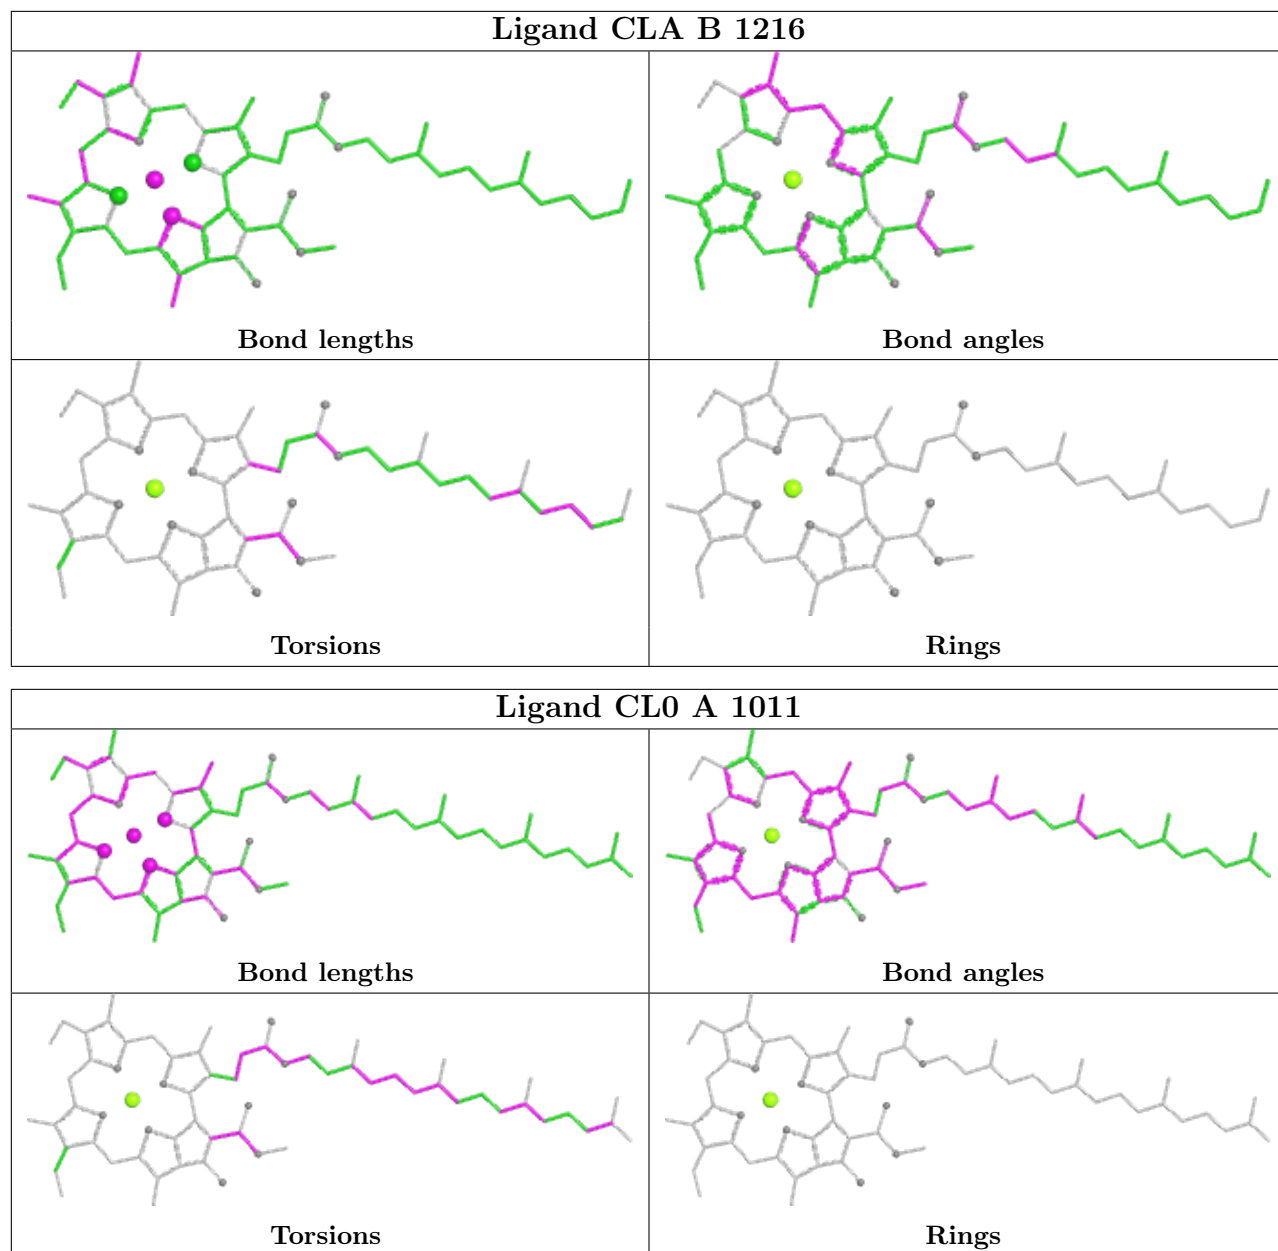 Ligand CLA B 1216
Bond lengths
Bond angles
Torsions
Rings
Ligand CL0 A 1011
Bond lengths
Bond angles
Torsions
Rings